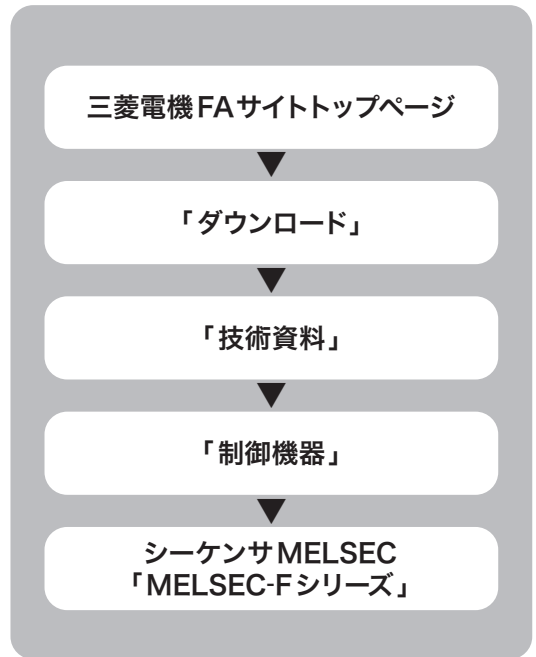 三菱電機FAサイトトップページ
「ダウンロード」
「技術資料」
「制御機器」
シーケンサMELSEC
「MELSEC-Fシリーズ」